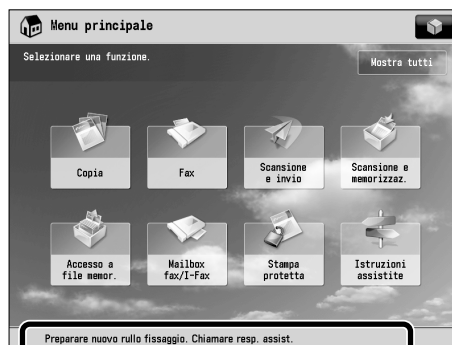 Menu principale
Selezionare una funzione.
Mostra tutti
Copia
Fax
Scansione
e invio
Scansione e
memorizzaz.
Accesso a
file memor.
Mailbox
fax/I-Fax
Stampa
protetta
Istruzioni
assistite
Preparare nuovo rullo fissaggio. Chiamare resp. assist.